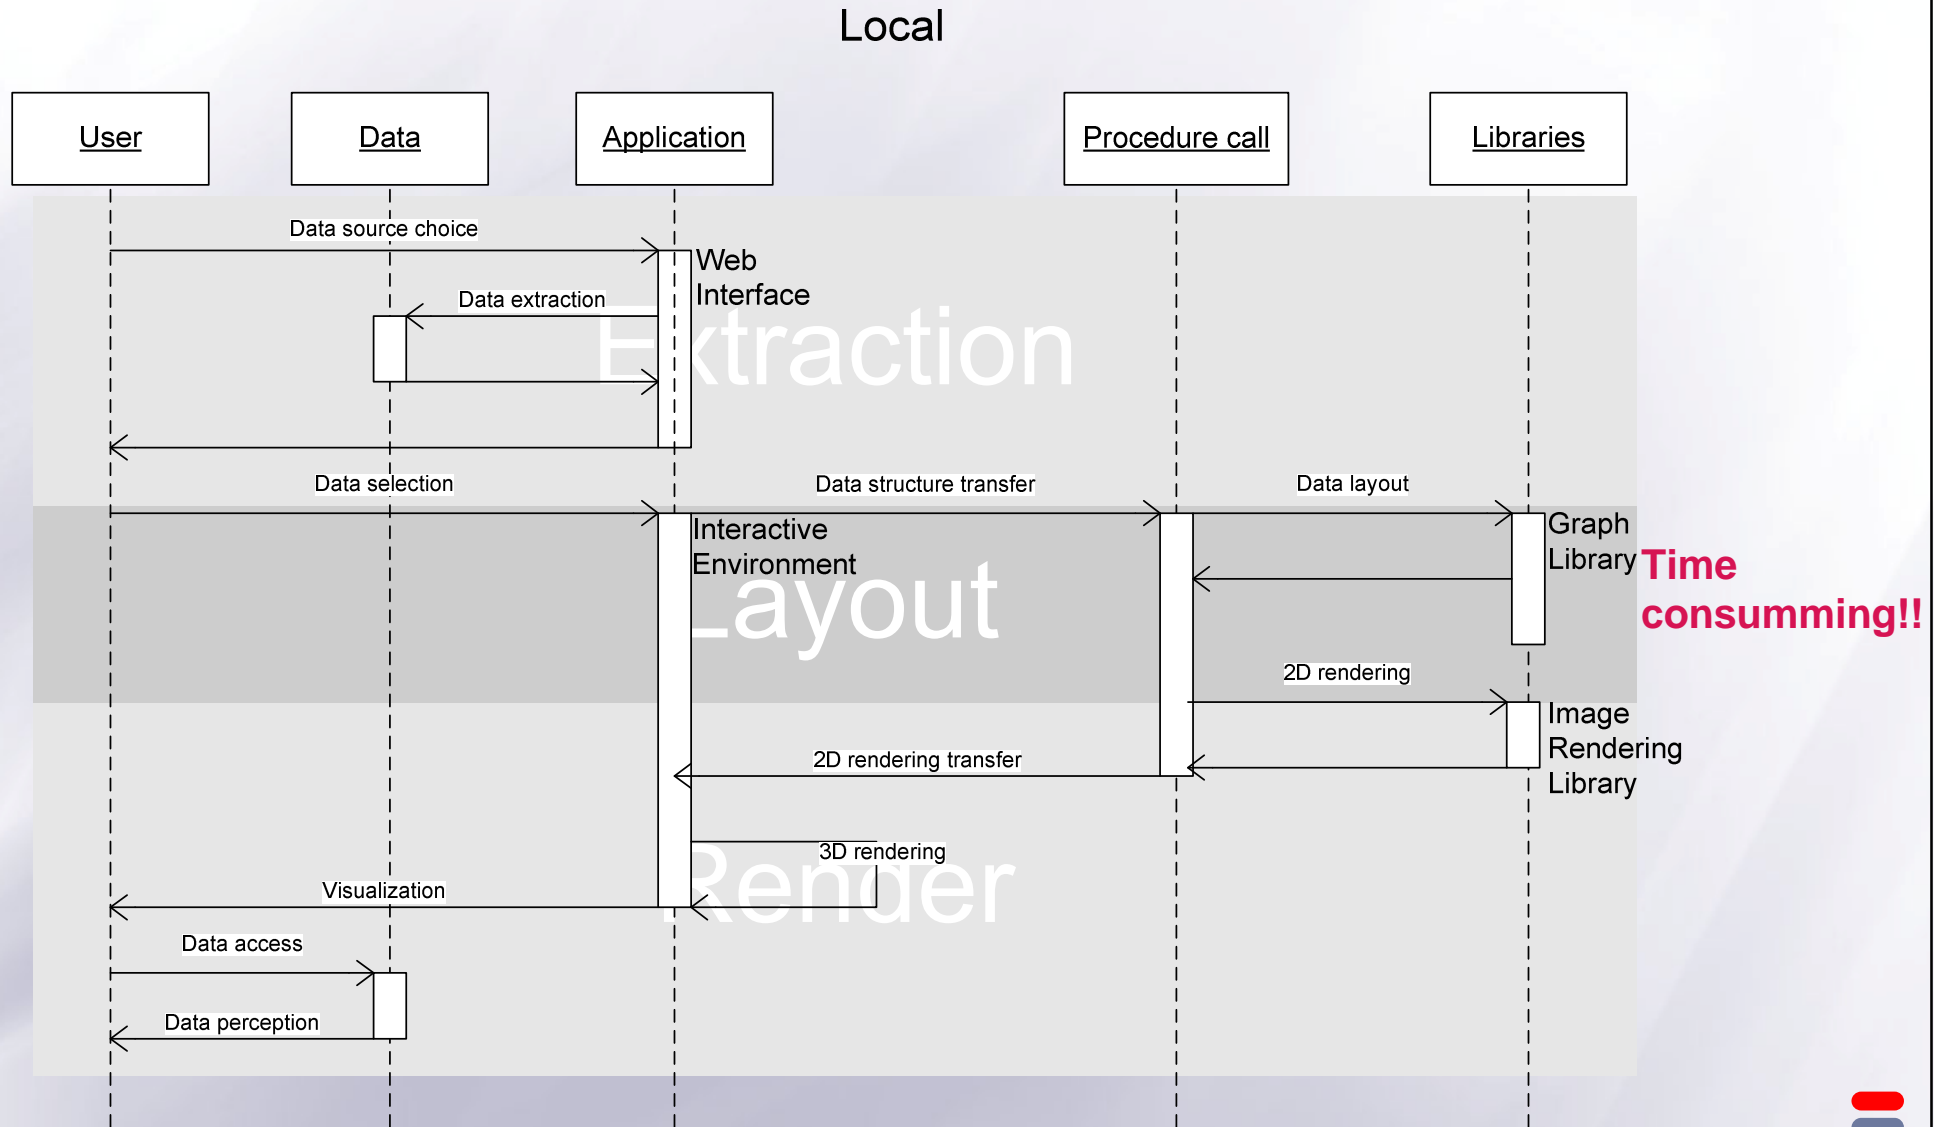 Local
User
Data
Application
Procedure call
Libraries
Data source choice
Web
Interface
Data extraction
Extraction
Data selection
Data structure transfer
Data layout
Interactive
Environment
Graph
Library
Time
consumming!!
Layout
2D rendering
Image
Rendering
Library
2D rendering transfer
3D rendering
Render
Visualization
Data access
Data perception